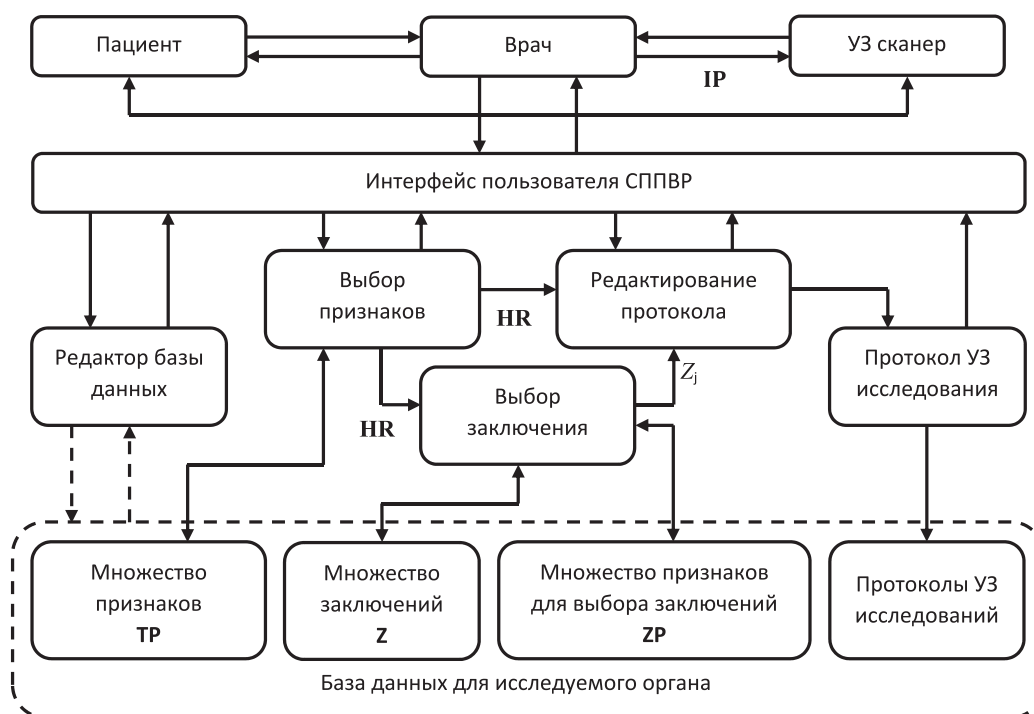 Пациент
Врач
УЗ сканер
IP
Интерфейс пользователя СППВР
Выбор
признаков
HR
Редактирование
протокола
Редактор базы
данных
Протокол УЗ
исследования
HR
Выбор
заключения
Zj
Множество
признаков
TP
Множество
заключений
Z
Множество признаков
для выбора заключений
ZP
Протоколы УЗ
исследований
База данных для исследуемого органа